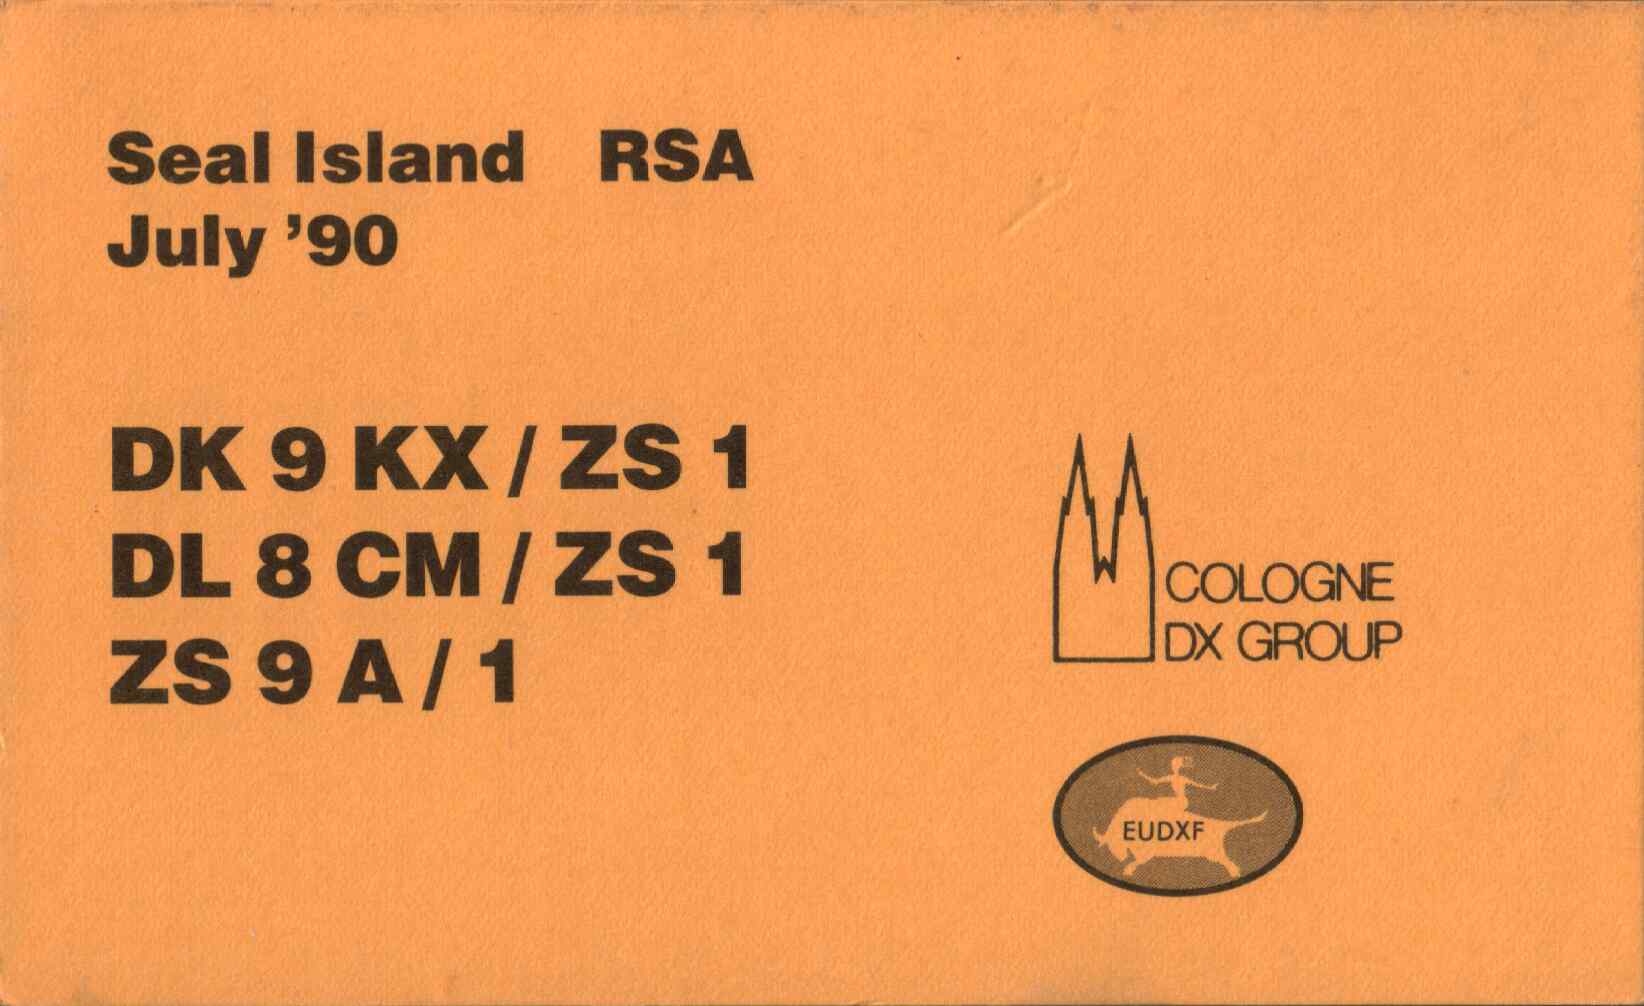 Seal Island RSA
July '90
DK 9 KX / ZS 1
DL 8 CM / ZS 1
ZS 9 A / 1
COLOGNE
DX GROUP
EUDXF